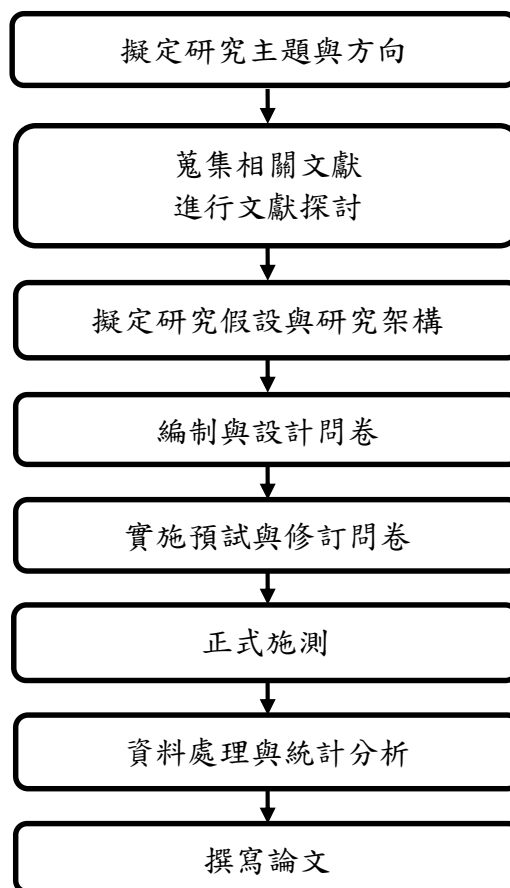 擬定研究主題與方向
蒐集相關文獻
進行文獻探討
擬定研究假設與研究架構
編制與設計問卷
實施預試與修訂問卷
正式施測
資料處理與統計分析
撰寫論文